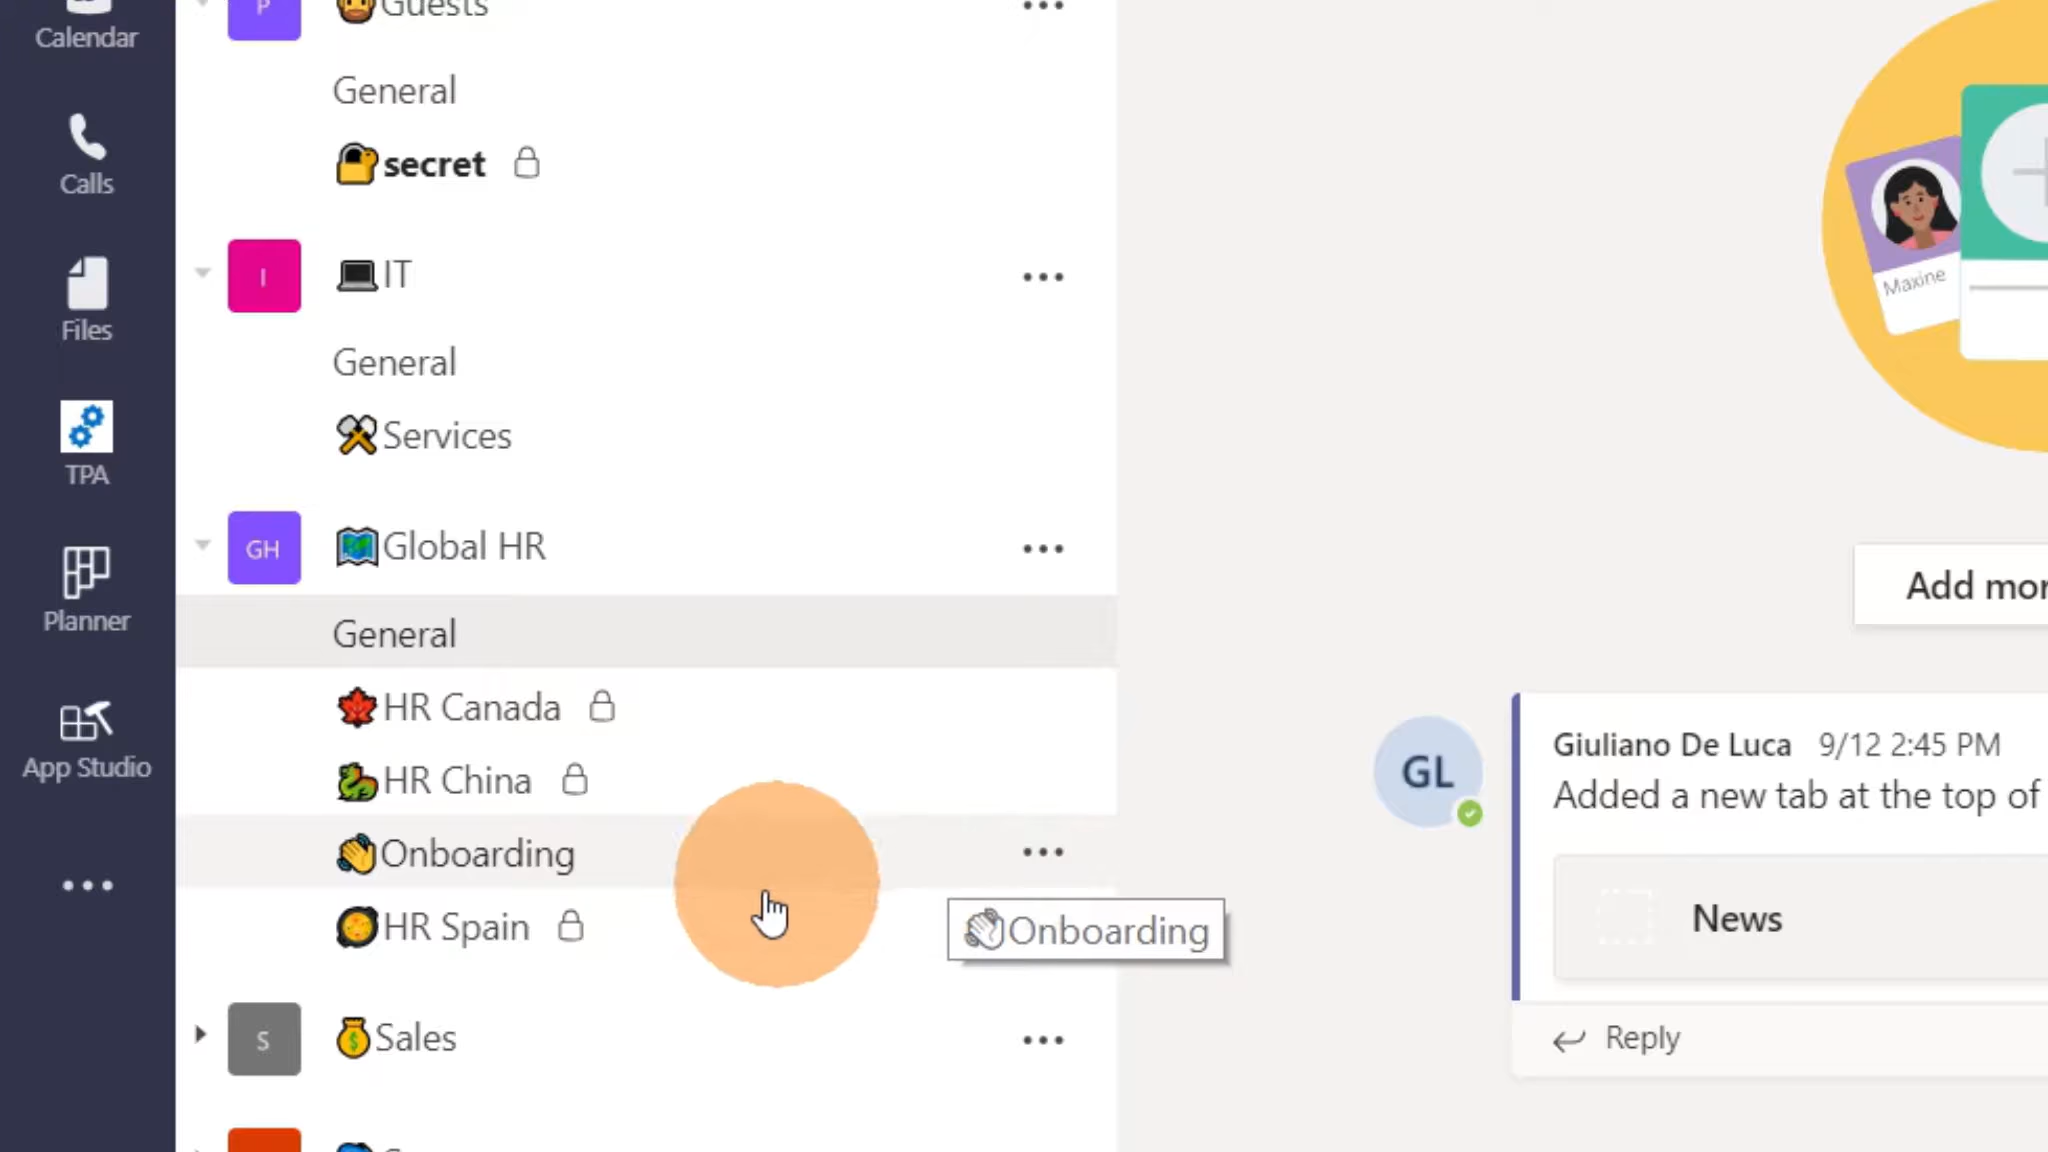 Calendar
Calls
Files
TPA
Planner
App Studio
P
Guests
General
secret
I
IT
General
Services
GH
Global HR
General
HR Canada
HR China
Onboarding
HR Spain
Onboarding
S
Sales
Maxine
Add mor
GL
Giuliano De Luca 9/12 2:45 PM
Added a new tab at the top of
News
Reply